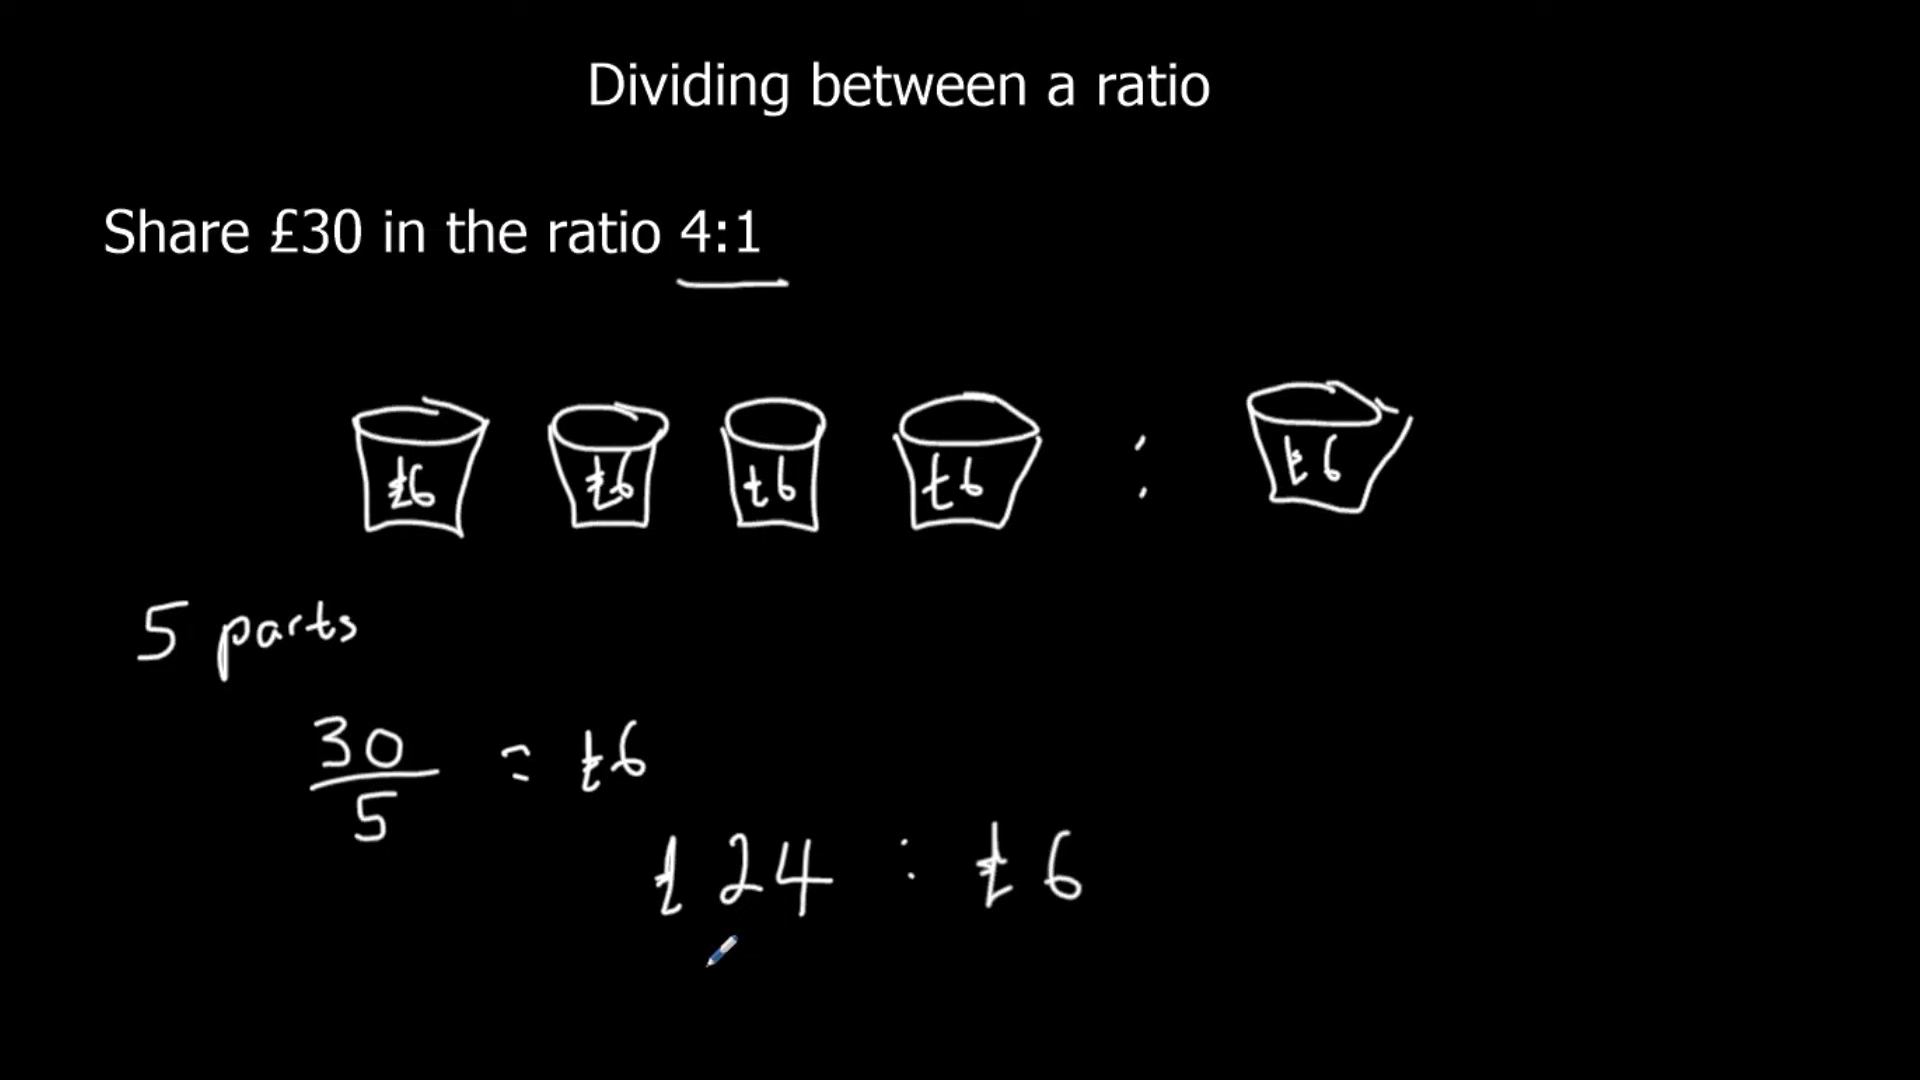 Dividing between a ratio
Share £30 in the ratio 4:1
£6 £6 £6 £6 : £6
5 parts
30
5
= £6
£24 : £6